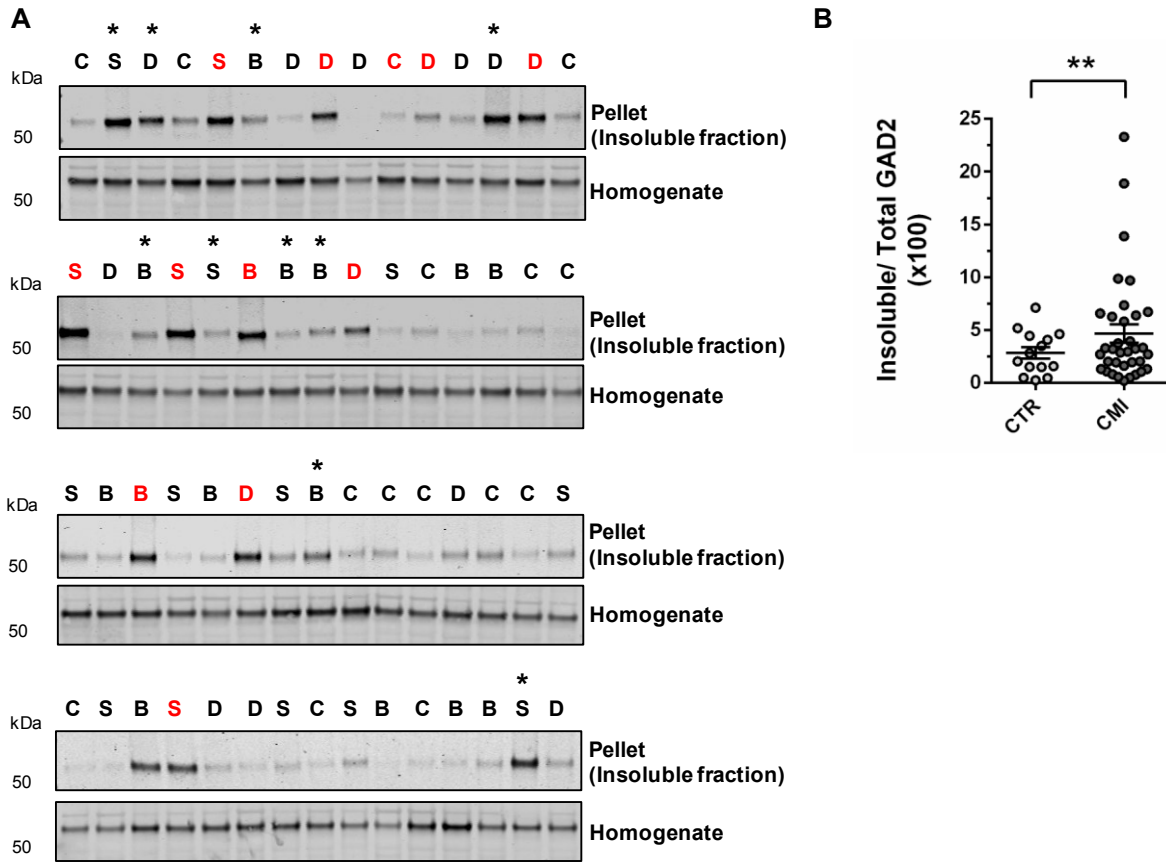 A
* * * *
C S D C S B D D D C D D D D C
kDa
50
Pellet
(Insoluble fraction)
50
Homogenate
* * * *
S D B S S B B B D S C B B C C
kDa
50
Pellet
(Insoluble fraction)
50
Homogenate
*
S B B S B D S B C C C D C C S
kDa
50
Pellet
(Insoluble fraction)
50
Homogenate
*
C S B S D D S C S B C B B S D
kDa
50
Pellet
(Insoluble fraction)
50
Homogenate
B
**
Insoluble/ Total GAD2
(x100)
25
20
15
10
5
0
CTR
CMI